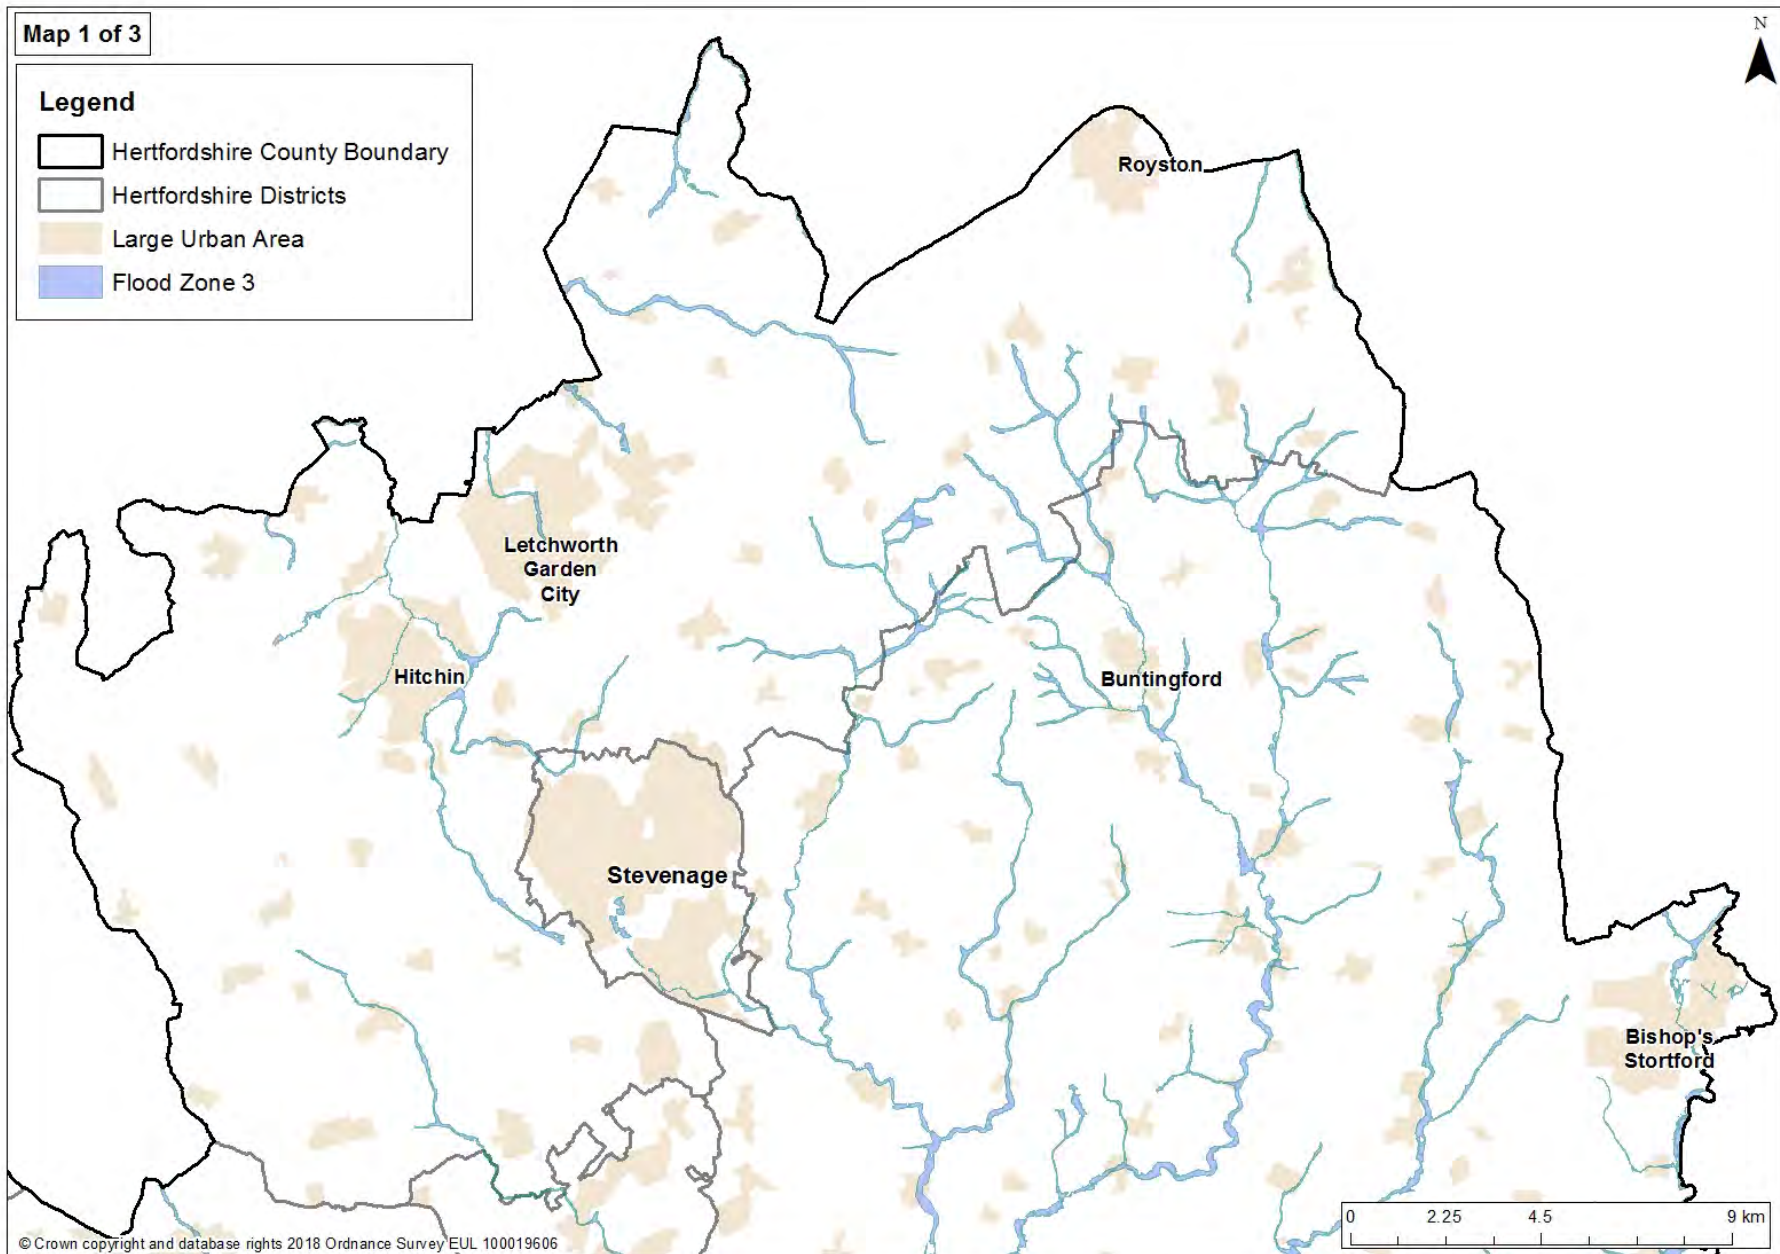 Map 1 of 3
N
Legend
Hertfordshire County Boundary
Hertfordshire Districts
Large Urban Area
Flood Zone 3
Royston
Letchworth
Garden
City
Hitchin
Buntingford
Stevenage
Bishop's
Stortford
0 2.25 4.5 9 km
© Crown copyright and database rights 2018 Ordnance Survey EUL 100019606